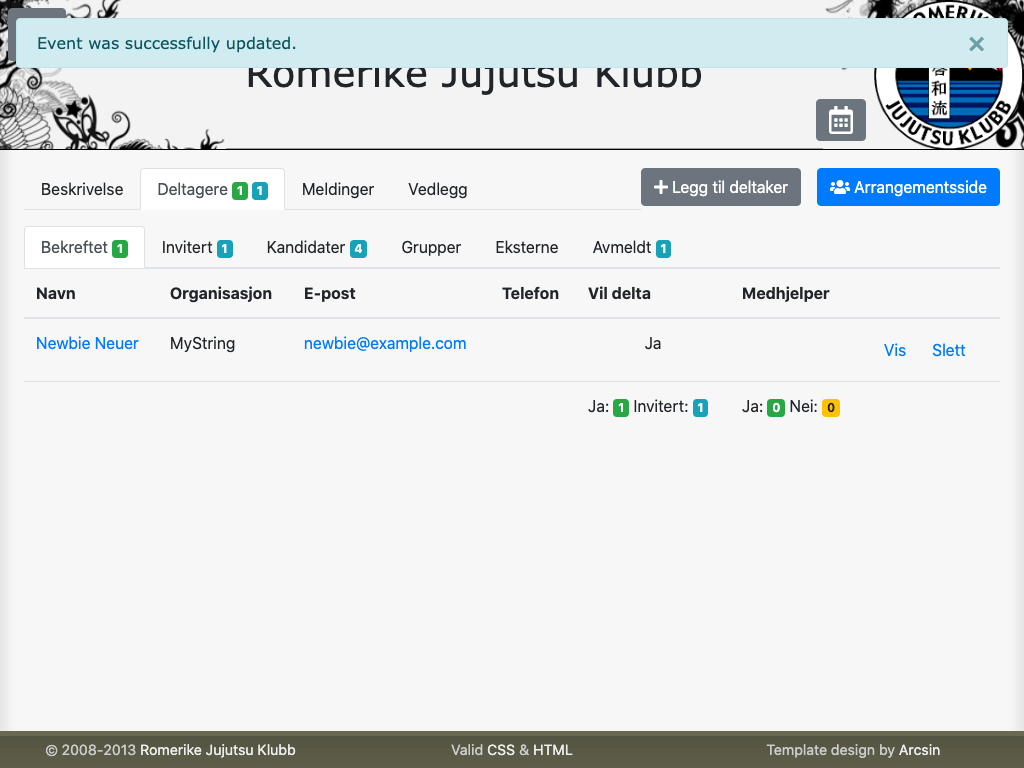 Event was successfully updated.
×
Romerike Jujutsu Klubb
ROMERIKE
啓和流
JUJUTSU KLUBB
Beskrivelse
Deltagere 1 1
Meldinger
Vedlegg
Legg til deltaker
Arrangementsside
Bekreftet 1
Invitert 1
Kandidater 4
Grupper
Eksterne
Avmeldt 1
Navn Organisasjon E-post Telefon Vil delta Medhjelper
Newbie Neuer MyString newbie@example.com Ja Vis Slett
Ja: 1 Invitert: 1 Ja: 0 Nei: 0
© 2008-2013 Romerike Jujutsu Klubb
Valid CSS & HTML
Template design by Arcsin